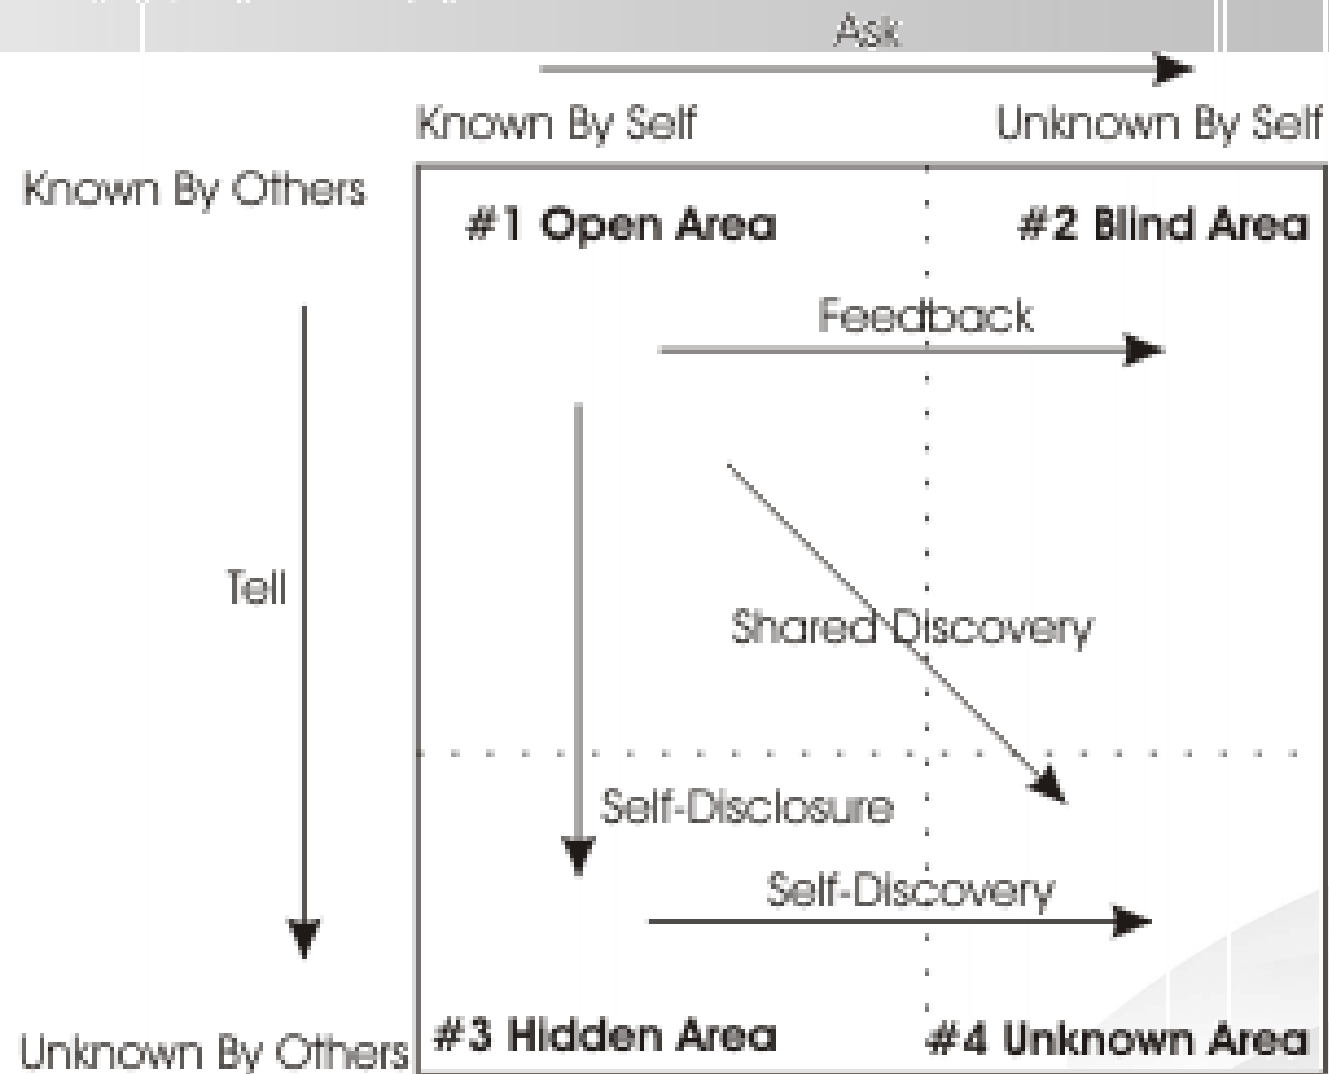 Ask
Known By Self Unknown By Self
Known By Others
#1 Open Area #2 Blind Area
Feedback
Tell
Shared Discovery
Self-Disclosure
Self-Discovery
#3 Hidden Area #4 Unknown Area
Unknown By Others